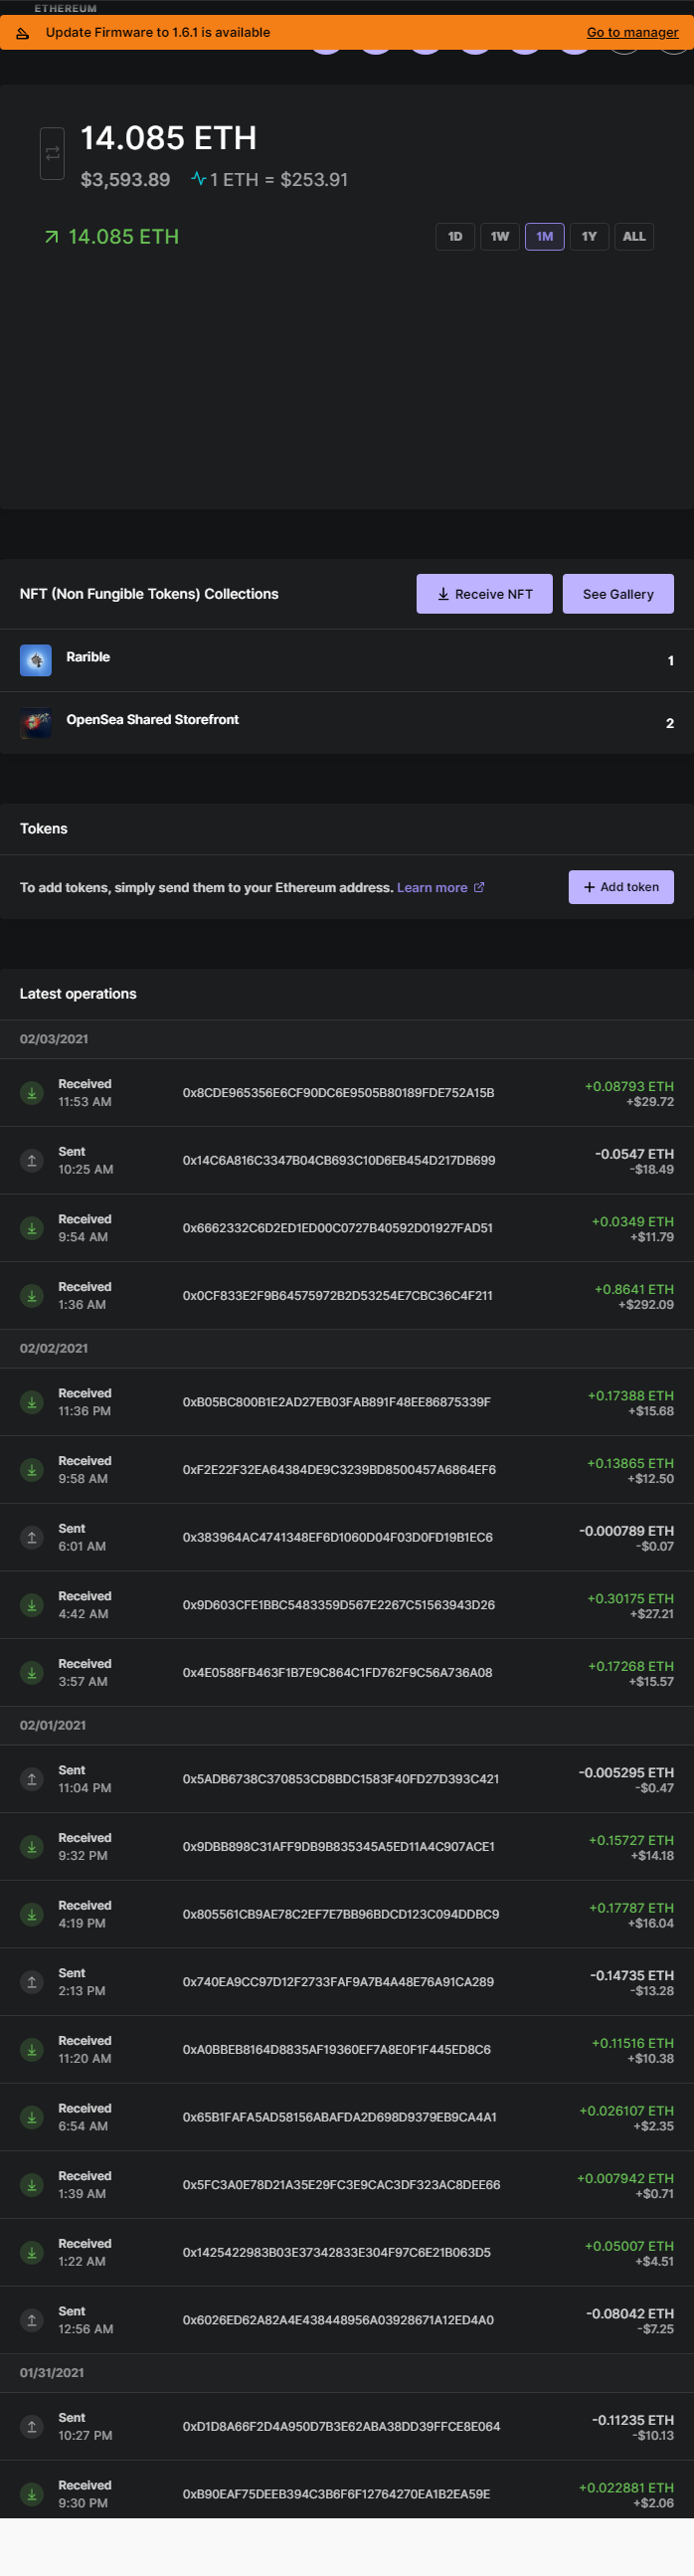 ETHEREUM
Update Firmware to 1.6.1 is available Go to manager
14.085 ETH
$3,593.89 1 ETH = $253.91
14.085 ETH 1D 1W 1M 1Y ALL
NFT (Non Fungible Tokens) Collections Receive NFT See Gallery
Rarible 1
OpenSea Shared Storefront 2
Tokens
To add tokens, simply send them to your Ethereum address. Learn more Add token
Latest operations
02/03/2021
Received
11:53 AM
0x8CDE965356E6CF90DC6E9505B80189FDE752A15B
+0.08793 ETH
+$29.72
Sent
10:25 AM
0x14C6A816C3347B04CB693C10D6EB454D217DB699
-0.0547 ETH
-$18.49
Received
9:54 AM
0x6662332C6D2ED1ED00C0727B40592D01927FAD51
+0.0349 ETH
+$11.79
Received
1:36 AM
0x0CF833E2F9B64575972B2D53254E7CBC36C4F211
+0.8641 ETH
+$292.09
02/02/2021
Received
11:36 PM
0xB05BC800B1E2AD27EB03FAB891F48EE86875339F
+0.17388 ETH
+$15.68
Received
9:58 AM
0xF2E22F32EA64384DE9C3239BD8500457A6864EF6
+0.13865 ETH
+$12.50
Sent
6:01 AM
0x383964AC4741348EF6D1060D04F03D0FD19B1EC6
-0.000789 ETH
-$0.07
Received
4:42 AM
0x9D603CFE1BBC5483359D567E2267C51563943D26
+0.30175 ETH
+$27.21
Received
3:57 AM
0x4E0588FB463F1B7E9C864C1FD762F9C56A736A08
+0.17268 ETH
+$15.57
02/01/2021
Sent
11:04 PM
0x5ADB6738C370853CD8BDC1583F40FD27D393C421
-0.005295 ETH
-$0.47
Received
9:32 PM
0x9DBB898C31AFF9DB9B835345A5ED11A4C907ACE1
+0.15727 ETH
+$14.18
Received
4:19 PM
0x805561CB9AE78C2EF7E7BB96BDCD123C094DDBC9
+0.17787 ETH
+$16.04
Sent
2:13 PM
0x740EA9CC97D12F2733FAF9A7B4A48E76A91CA289
-0.14735 ETH
-$13.28
Received
11:20 AM
0xA0BBEB8164D8835AF19360EF7A8E0F1F445ED8C6
+0.11516 ETH
+$10.38
Received
6:54 AM
0x65B1FAFA5AD58156ABAFDA2D698D9379EB9CA4A1
+0.026107 ETH
+$2.35
Received
1:39 AM
0x5FC3A0E78D21A35E29FC3E9CAC3DF323AC8DEE66
+0.007942 ETH
+$0.71
Received
1:22 AM
0x1425422983B03E37342833E304F97C6E21B063D5
+0.05007 ETH
+$4.51
Sent
12:56 AM
0x6026ED62A82A4E438448956A03928671A12ED4A0
-0.08042 ETH
-$7.25
01/31/2021
Sent
10:27 PM
0xD1D8A66F2D4A950D7B3E62ABA38DD39FFCE8E064
-0.11235 ETH
-$10.13
Received
9:30 PM
0xB90EAF75DEEB394C3B6F6F12764270EA1B2EA59E
+0.022881 ETH
+$2.06